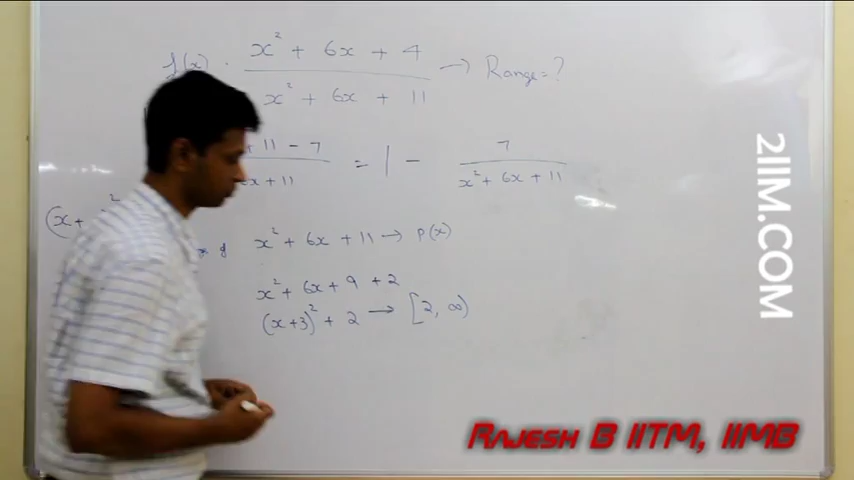 f(x) . x² + 6x + 4 → Range = ?
x² + 6x + 11
+ 11 - 7 = 1 - 7
x + 11 x² + 6x + 11
(x +
x² + 6x + 11 → p(x)
x² + 6x + 9 + 2
(x+3)² + 2 → [2, ∞)
2IIM.COM
RAJESH B IITM, IIMB